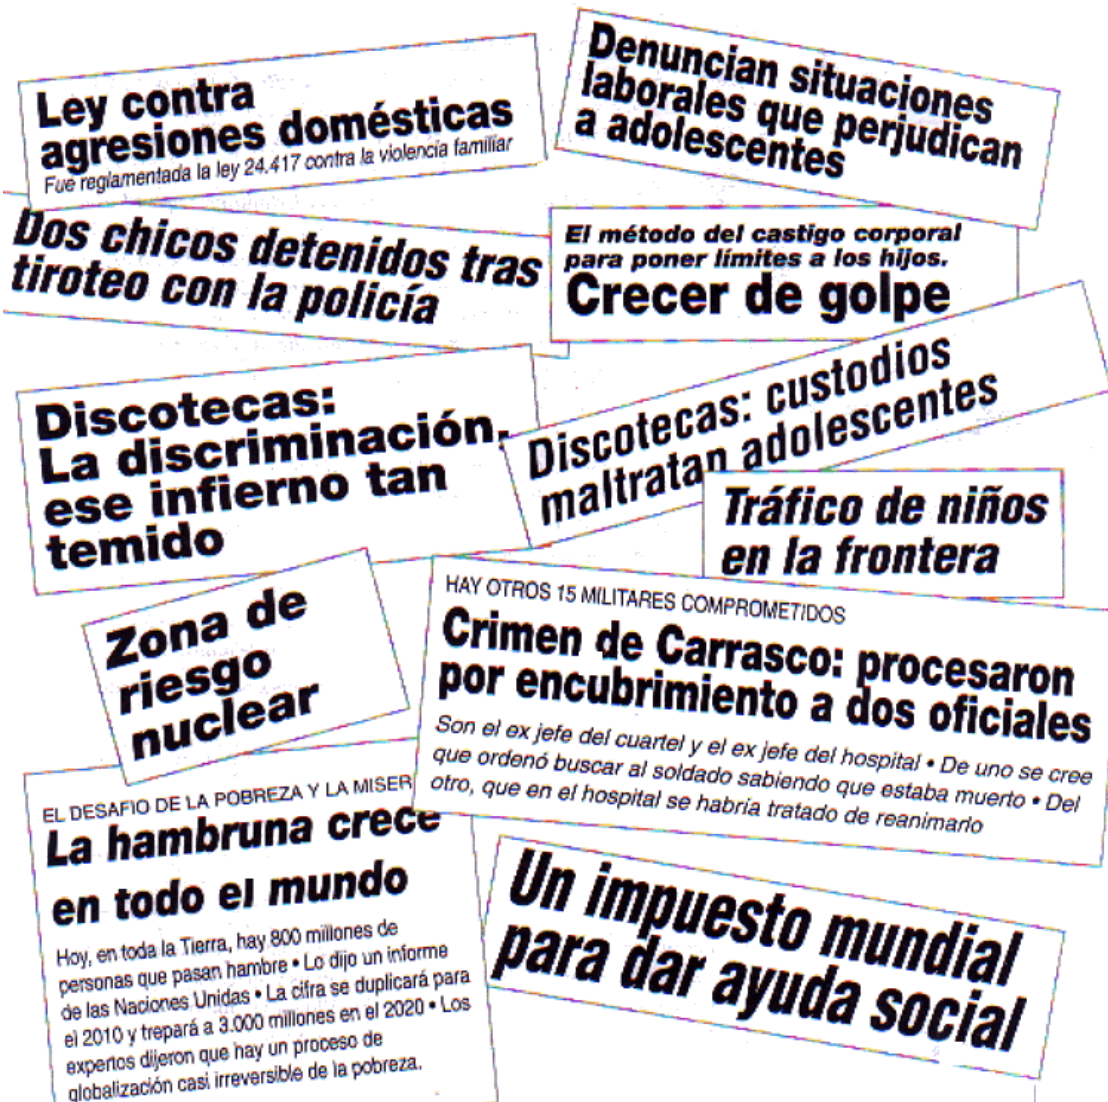 Ley contra
agresiones domésticas
Fue reglamentada la ley 24.417 contra la violencia familiar
Denuncian situaciones
laborales que perjudican
a adolescentes
Dos chicos detenidos tras
tiroteo con la policía
El método del castigo corporal
para poner límites a los hijos.
Crecer de golpe
Discotecas:
La discriminación,
ese infierno tan
temido
Discotecas: custodios
maltratan adolescentes
Tráfico de niños
en la frontera
Zona de
riesgo
nuclear
HAY OTROS 15 MILITARES COMPROMETIDOS
Crimen de Carrasco: procesaron
por encubrimiento a dos oficiales
Son el ex jefe del cuartel y el ex jefe del hospital • De uno se cree
que ordenó buscar al soldado sabiendo que estaba muerto • Del
otro, que en el hospital se habría tratado de reanimarlo
EL DESAFIO DE LA POBREZA Y LA MISER
La hambruna crece
en todo el mundo
Hoy, en toda la Tierra, hay 800 millones de
personas que pasan hambre • Lo dijo un informe
de las Naciones Unidas • La cifra se duplicará para
el 2010 y trepará a 3.000 millones en el 2020 • Los
expertos dijeron que hay un proceso de
globalización casi irreversible de la pobreza.
Un impuesto mundial
para dar ayuda social